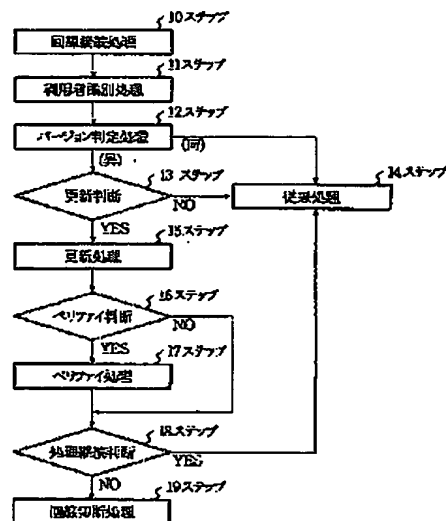 10ステップ
回線接続処理
11ステップ
利用者識別処理
12ステップ
バージョン判定処理
(同)
(異)
13 ステップ
更新判断
NO
14ステップ
従来処理
YES
15ステップ
更新処理
16ステップ
ベリファイ判断
NO
YES
17ステップ
ベリファイ処理
18ステップ
処理継続判断
YES
NO
19ステップ
回線切断処理